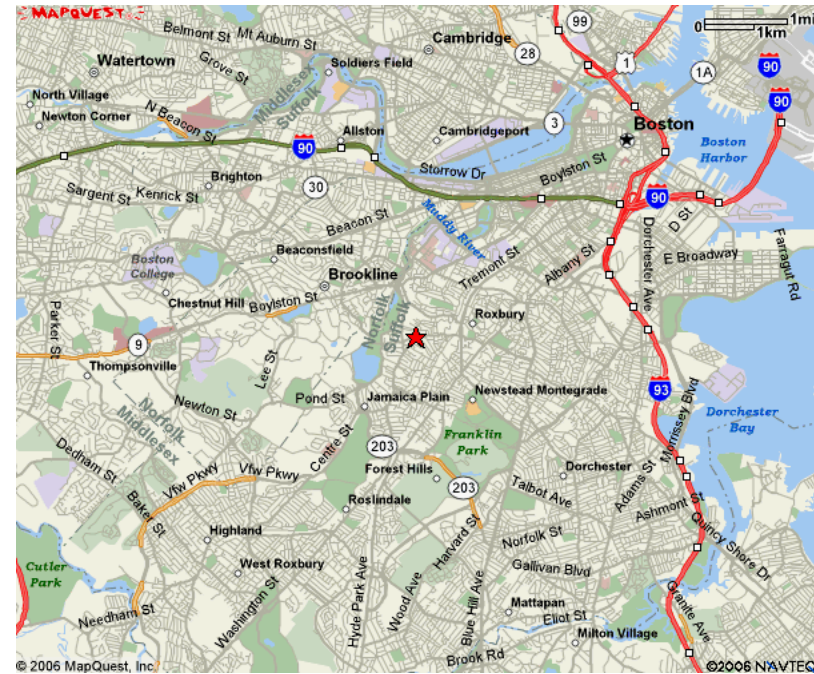 MAPQUEST
99
0 1mi
1km
Belmont St
Mt Auburn St
Cambridge
Watertown
Grove St
Soldiers Field
28
1
90
1A
North Village
Middlesex
Suffolk
90
Newton Corner
N Beacon St
Allston
Cambridgeport
3
Boston
90
Boston
Harbor
Storrow Dr
Boylston St
Brighton
Sargent St
Kenrick St
30
90
D St
Beacon St
Muddy River
Dorchester Ave
Beaconsfield
Tremont St
Albany St
E Broadway
Farragut Rd
Boston
College
Brookline
Chestnut Hill
Boylston St
Norfolk
Suffolk
Roxbury
Parker St
9
Lee St
Thompsonville
93
Morrissey Blvd
Newton St
Pond St
Jamaica Plain
Newstead Montegrade
Dorchester
Bay
Norfolk
Middlesex
Centre St
203
Franklin
Park
Dedham St
Vfw Pkwy
Vfw Pkwy
Forest Hills
203
Dorchester
Adams St
Baker St
Talbot Ave
Ashmont St
Roslindale
Quincy Shore Dr
Highland
Harvard St
Norfolk St
Cutler
Park
West Roxbury
Gallivan Blvd
Needham St
Washington St
Hyde Park Ave
Wood Ave
Blue Hill Ave
Mattapan
Eliot St
Granite Ave
Milton Village
Brook Rd
© 2006 MapQuest, Inc
©2006 NAVTEQ